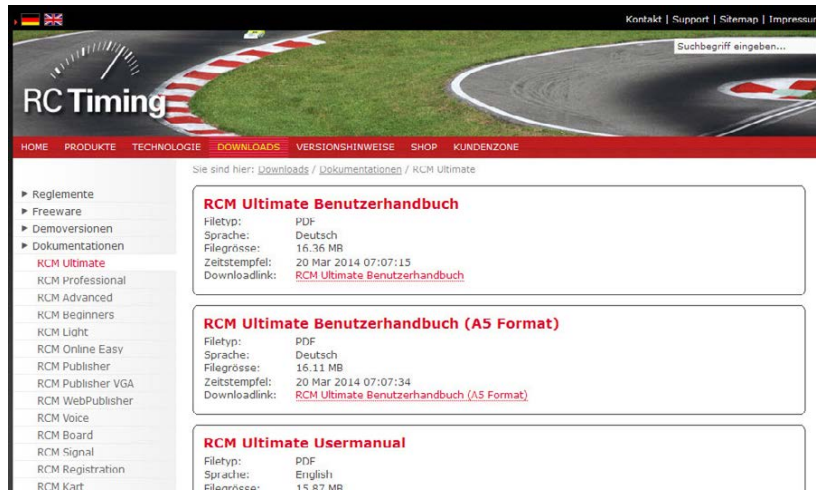 Kontakt | Support | Sitemap | Impressum
Suchbegriff eingeben...
RC Timing
HOME PRODUKTE TECHNOLOGIE DOWNLOADS VERSIONSHINWEISE SHOP KUNDENZONE
Sie sind hier: Downloads / Dokumentationen / RCM Ultimate
Reglemente
Freeware
Demoversionen
Dokumentationen
RCM Ultimate
RCM Professional
RCM Advanced
RCM Beginners
RCM Light
RCM Online Easy
RCM Publisher
RCM Publisher VGA
RCM WebPublisher
RCM Voice
RCM Board
RCM Signal
RCM Registration
RCM Kart
RCM Ultimate Benutzerhandbuch
Filetyp: PDF
Sprache: Deutsch
Filegrösse: 16.36 MB
Zeitstempfel: 20 Mar 2014 07:07:15
Downloadlink: RCM Ultimate Benutzerhandbuch
RCM Ultimate Benutzerhandbuch (A5 Format)
Filetyp: PDF
Sprache: Deutsch
Filegrösse: 16.11 MB
Zeitstempfel: 20 Mar 2014 07:07:34
Downloadlink: RCM Ultimate Benutzerhandbuch (A5 Format)
RCM Ultimate Usermanual
Filetyp: PDF
Sprache: English
Filegrösse: 15.87 MB